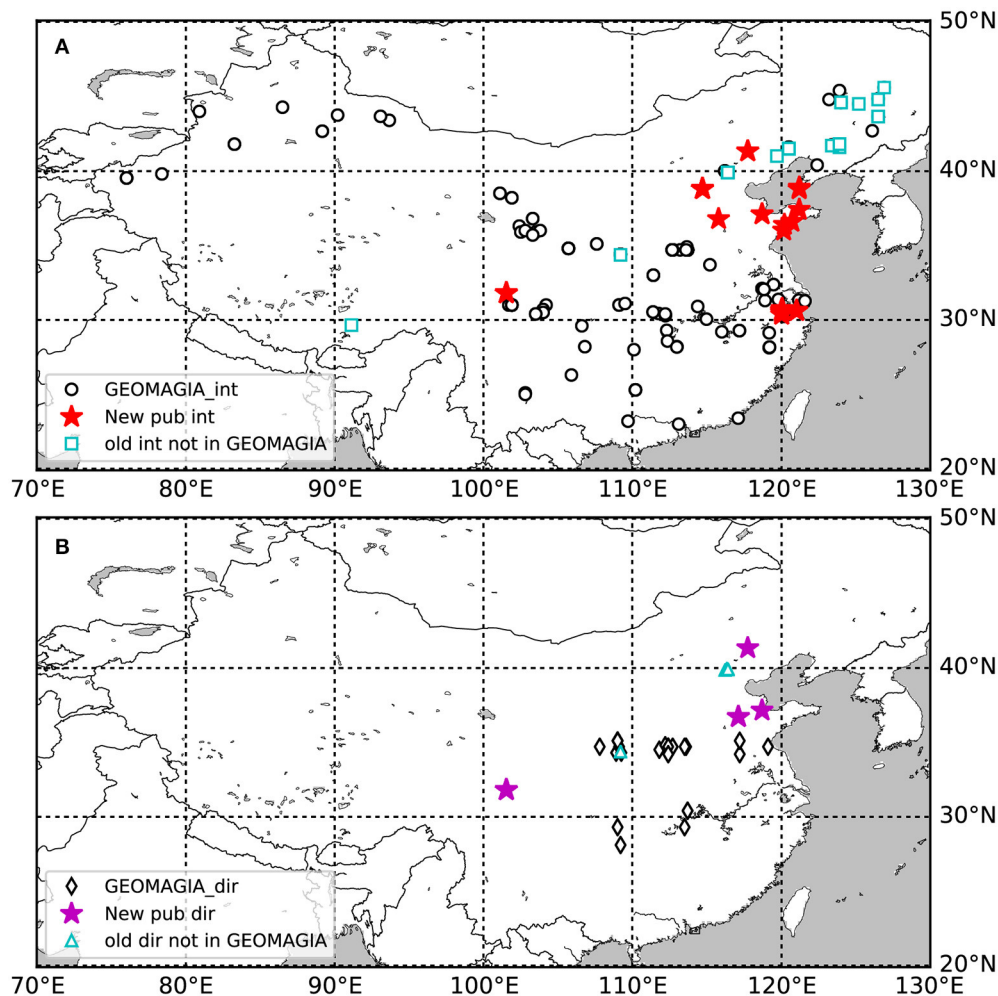 A
50°N
40°N
30°N
20°N
GEOMAGIA_int
New pub int
old int not in GEOMAGIA
70°E 80°E 90°E 100°E 110°E 120°E 130°E
B
50°N
40°N
30°N
20°N
GEOMAGIA_dir
New pub dir
old dir not in GEOMAGIA
70°E 80°E 90°E 100°E 110°E 120°E 130°E